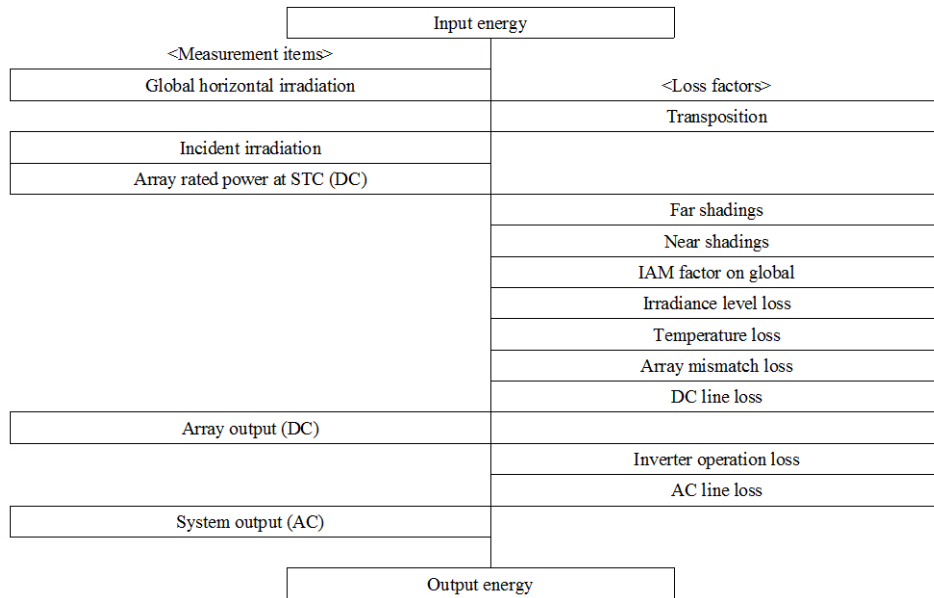 Input energy
<Measurement items>
Global horizontal irradiation
<Loss factors>
Transposition
Incident irradiation
Array rated power at STC (DC)
Far shadings
Near shadings
IAM factor on global
Irradiance level loss
Temperature loss
Array mismatch loss
DC line loss
Array output (DC)
Inverter operation loss
AC line loss
System output (AC)
Output energy